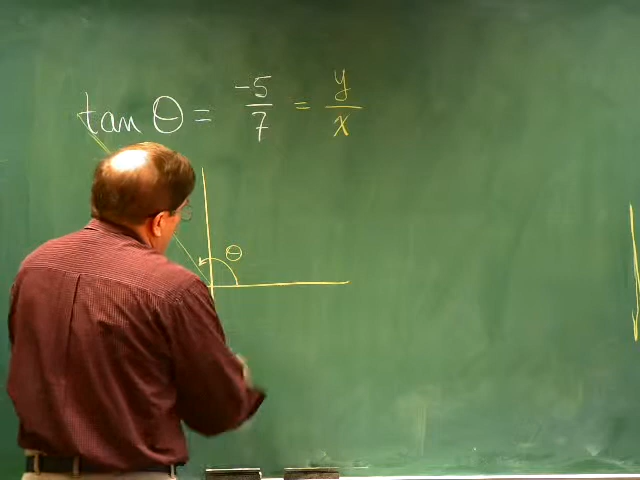 tan θ = -5/7 = y/x
θ